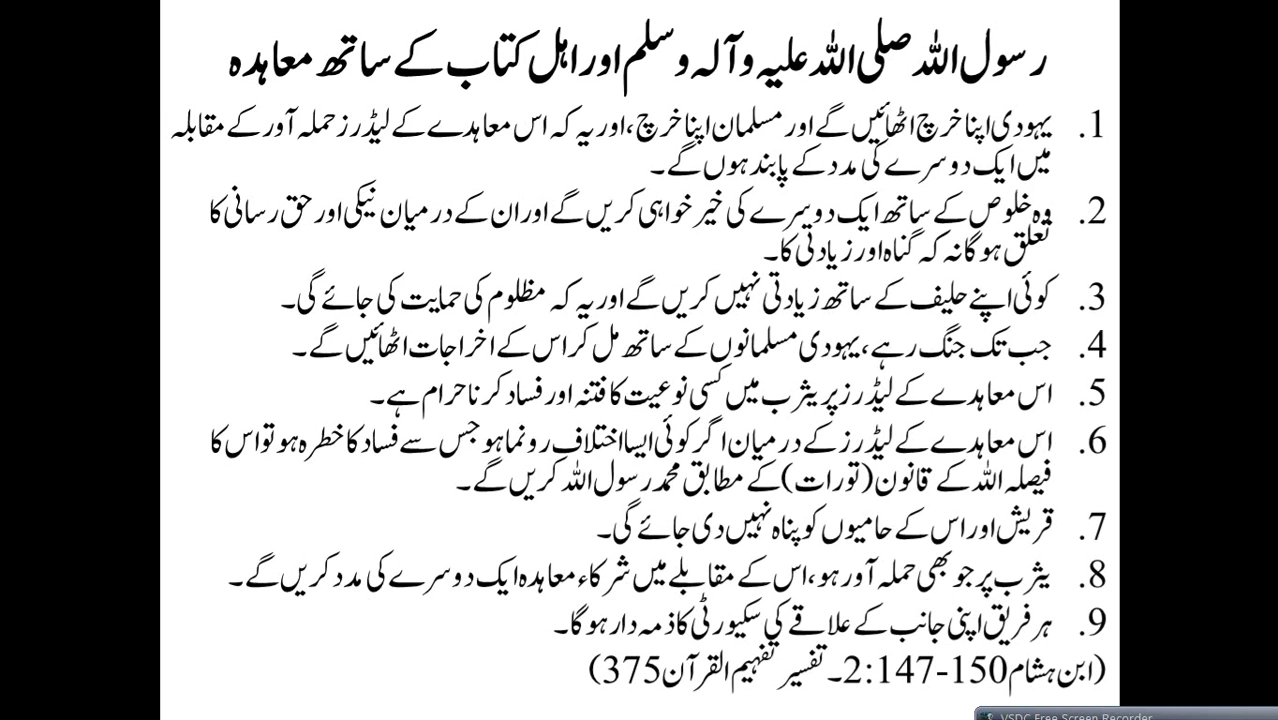 رسول اللہ صلی اللہ علیہ وآلہ وسلم اور اہل کتاب کے ساتھ معاہدہ
1. یہودی اپنا خرچ اٹھائیں گے اور مسلمان اپنا خرچ، اور یہ کہ اس معاہدے کے لیڈرز حملہ آور کے مقابلہ
میں ایک دوسرے کی مدد کے پابند ہوں گے۔
2. وہ خلوص کے ساتھ ایک دوسرے کی خیر خواہی کریں گے اور ان کے درمیان نیکی اور حق رسانی کا
تعلق ہوگا نہ کہ گناہ اور زیادتی کا۔
3. کوئی اپنے حلیف کے ساتھ زیادتی نہیں کریں گے اور یہ کہ مظلوم کی حمایت کی جائے گی۔
4. جب تک جنگ رہے، یہودی مسلمانوں کے ساتھ مل کر اس کے اخراجات اٹھائیں گے۔
5. اس معاہدے کے لیڈرز پر یثرب میں کسی نوعیت کا فتنہ اور فساد کرنا حرام ہے۔
6. اس معاہدے کے لیڈرز کے درمیان اگر کوئی ایسا اختلاف رونما ہو جس سے فساد کا خطرہ ہو تو اس کا
فیصلہ اللہ کے قانون (تورات) کے مطابق محمد رسول اللہ کریں گے۔
7. قریش اور اس کے حامیوں کو پناہ نہیں دی جائے گی۔
8. یثرب پر جو بھی حملہ آور ہو، اس کے مقابلے میں شرکاء معاہدہ ایک دوسرے کی مدد کریں گے۔
9. ہر فریق اپنی جانب کے علاقے کی سکیورٹی کا ذمہ دار ہوگا۔
(ابن ہشام 150-147:2۔ تفسیر تفہیم القرآن 375)
VSDC Free Screen Recorder